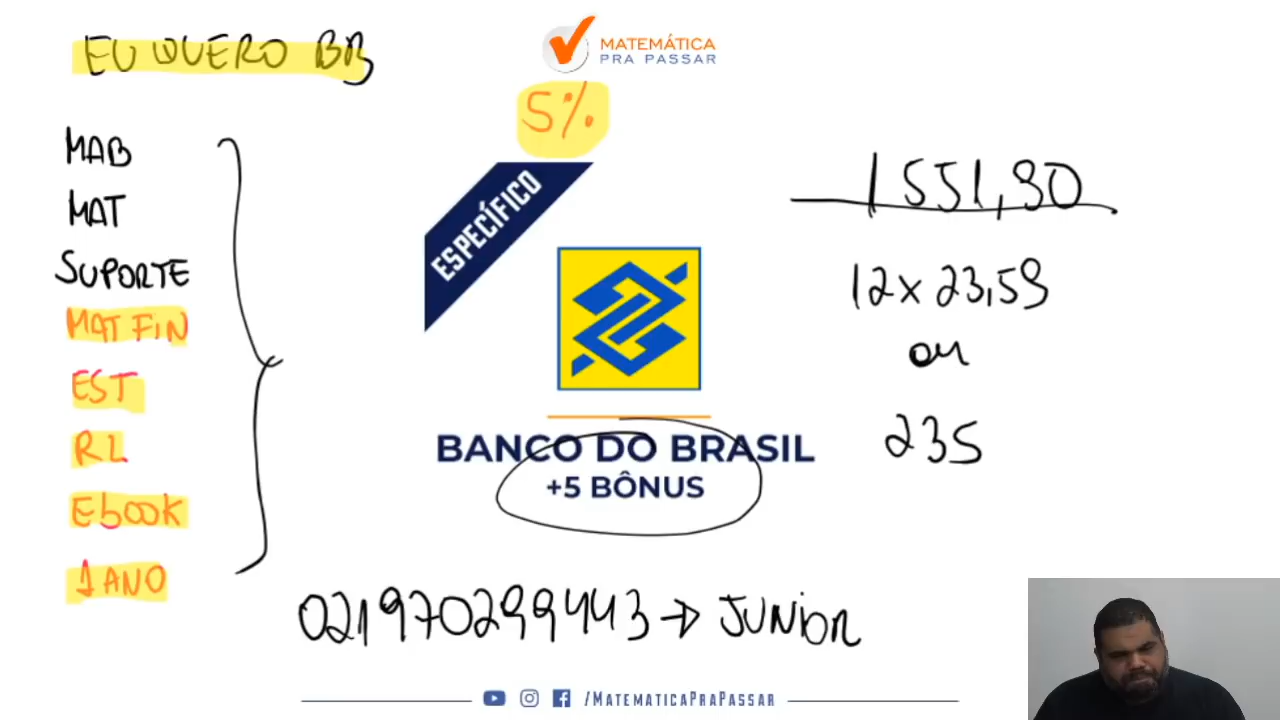 EU QUERO BB
MATEMÁTICA
PRA PASSAR
5%
ESPECÍFICO
MAB
MAT
SUPORTE
MAT FIN
EST
RL
Ebook
1 ANO
1551,90
12x 23,59
ou
235
BANCO DO BRASIL
+5 BÔNUS
021970299443 → JUNIOR
/MATEMATICAPRAPASSAR